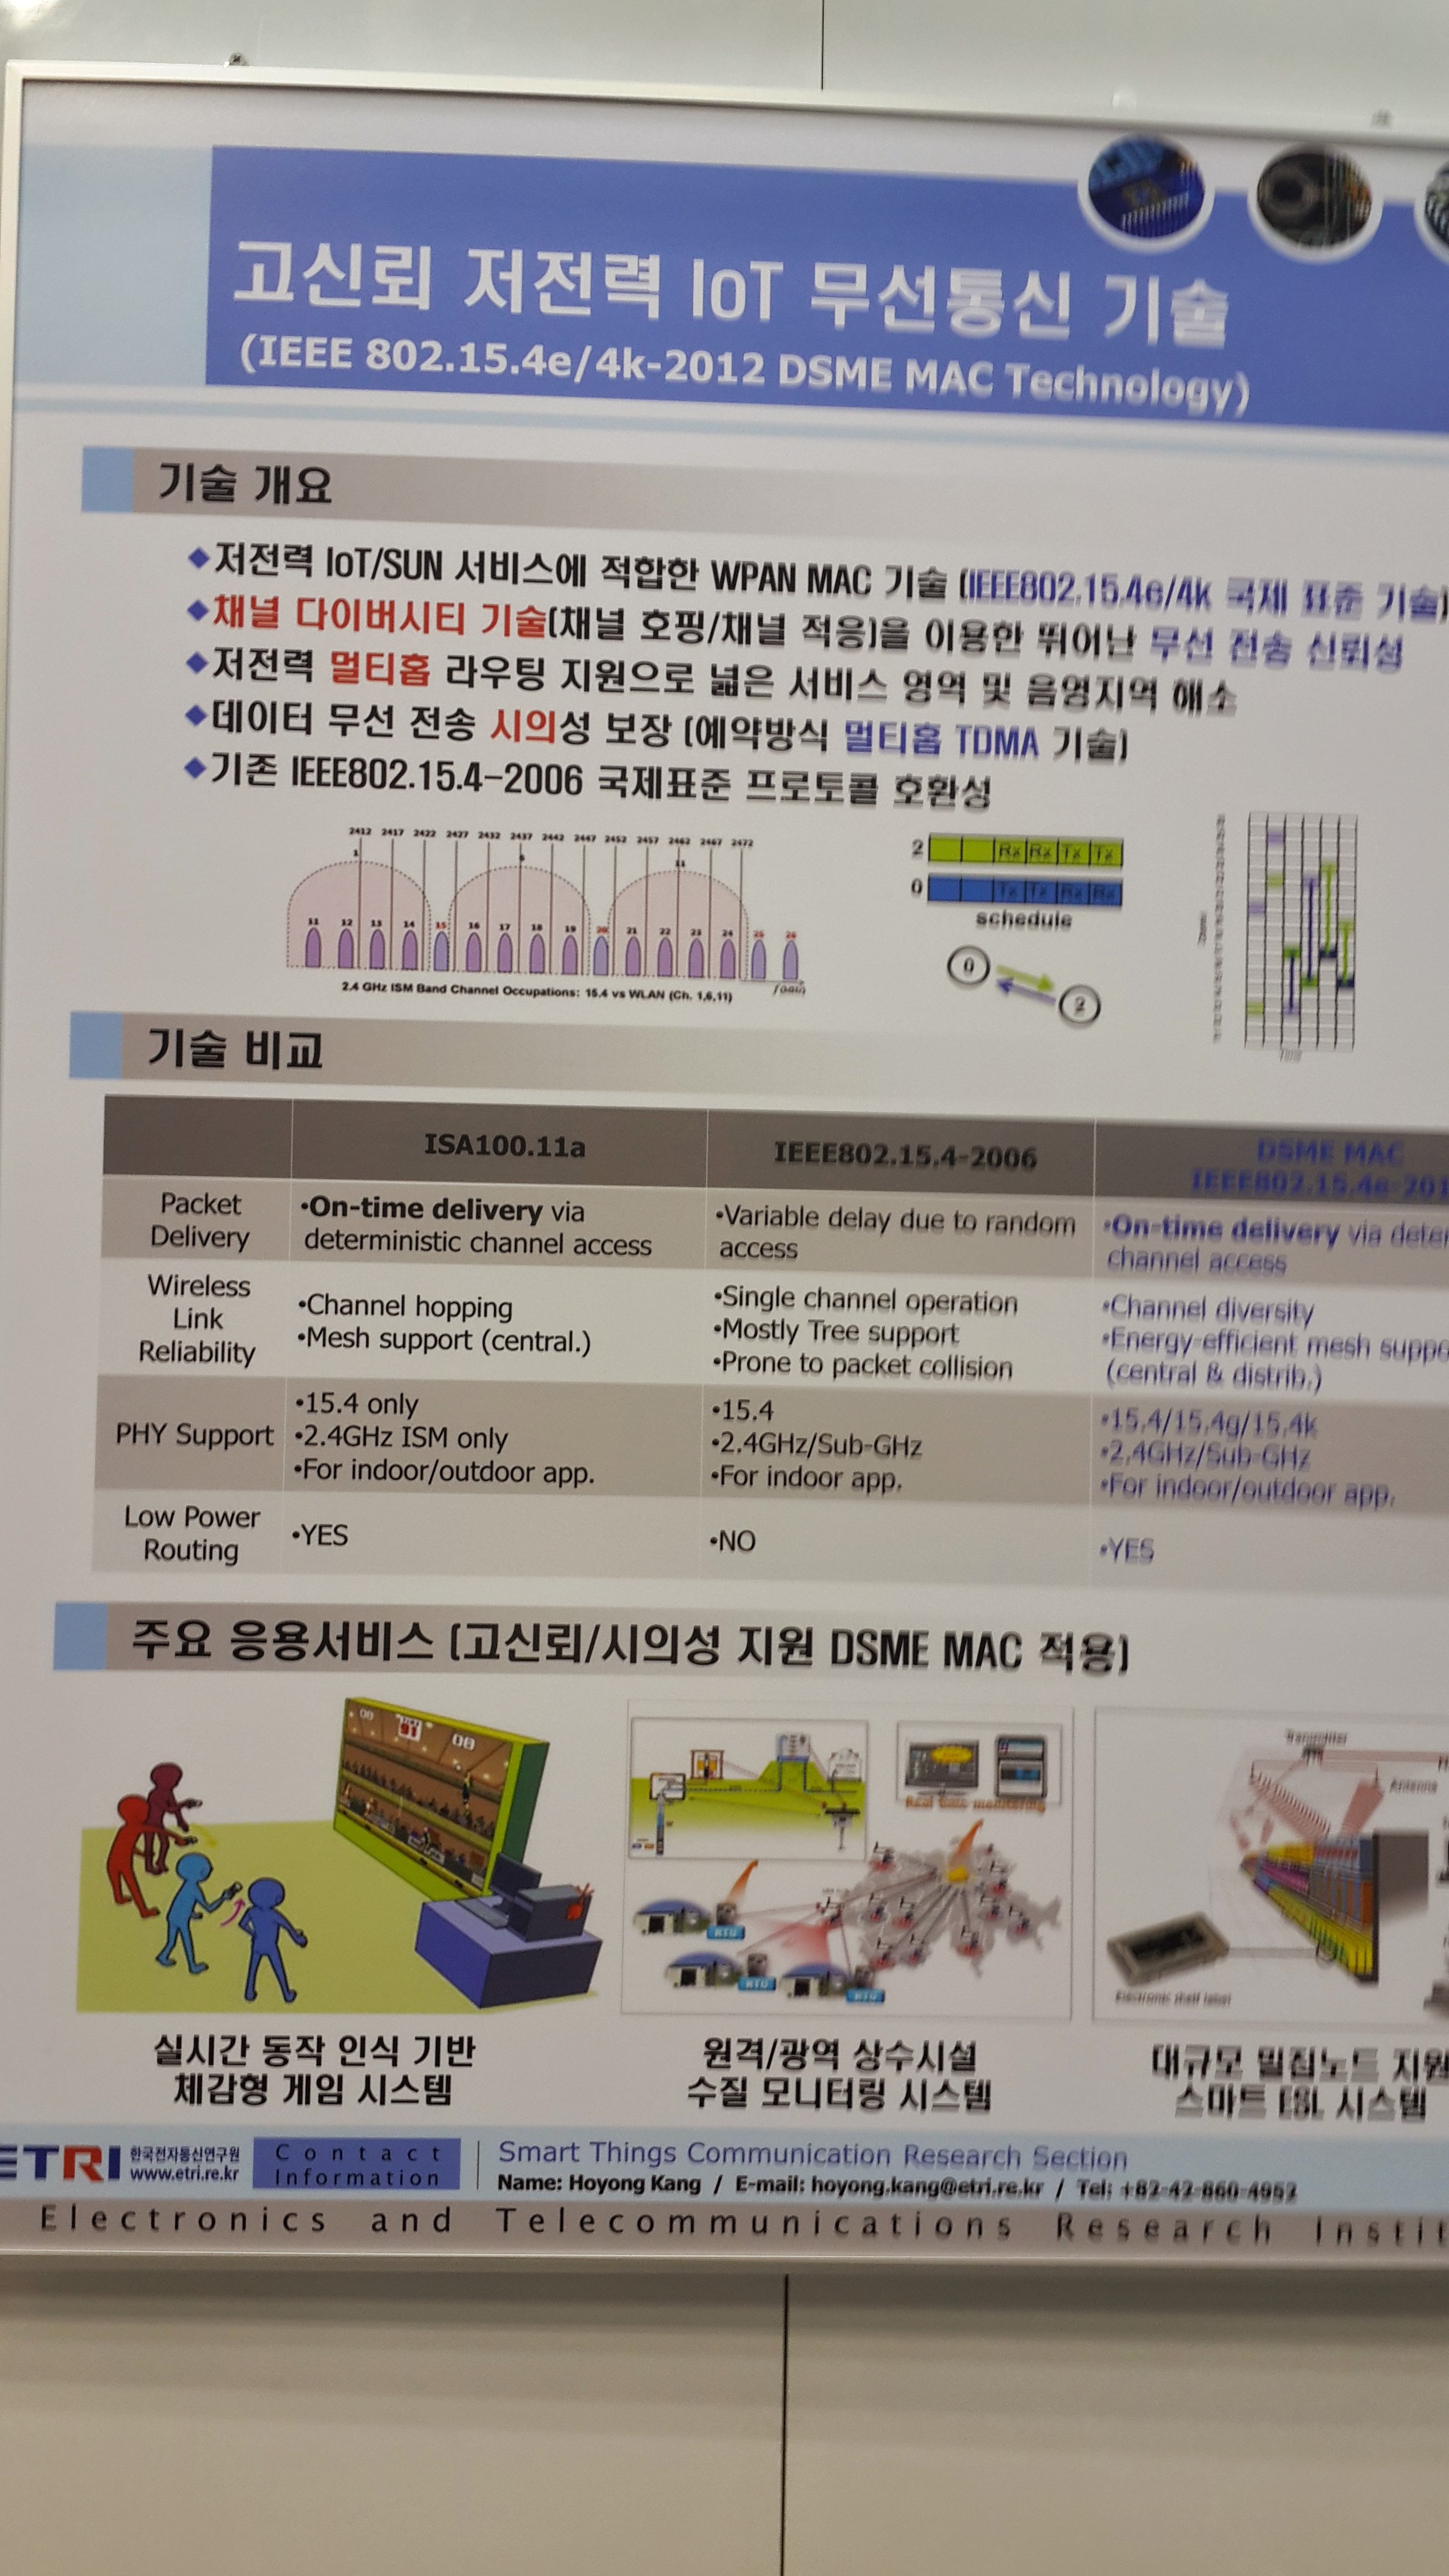 고신뢰 저전력 IoT 무선통신 기술
(IEEE 802.15.4e/4k-2012 DSME MAC Technology)
기술 개요
◆저전력 IoT/SUN 서비스에 적합한 WPAN MAC 기술 (IEEE802.15.4e/4k 국제 표준 기술)
◆채널 다이버시티 기술(채널 호핑/채널 적응)을 이용한 뛰어난 무선 전송 신뢰성
◆저전력 멀티홉 라우팅 지원으로 넓은 서비스 영역 및 음영지역 해소
◆데이터 무선 전송 시의성 보장 (예약방식 멀티홉 TDMA 기술)
◆기존 IEEE802.15.4-2006 국제표준 프로토콜 호환성
2412 2417 2422 2427 2432 2437 2442 2447 2452 2457 2462 2467 2472
1 6 11
11 12 13 14 15 16 17 18 19 20 21 22 23 24 25 26
2.4 GHz ISM Band Channel Occupations: 15.4 vs WLAN (Ch. 1,6,11)
2 Rx Rx Tx Tx
0 Tx Tx Rx Rx
schedule
0
2
기술 비교
ISA100.11a IEEE802.15.4-2006 DSME MAC
IEEE802.15.4e-201
Packet Delivery
•On-time delivery via
deterministic channel access
•Variable delay due to random
access
•On-time delivery via deter
channel access
Wireless
Link
Reliability
•Channel hopping
•Mesh support (central.)
•Single channel operation
•Mostly Tree support
•Prone to packet collision
•Channel diversity
•Energy-efficient mesh suppo
(central & distrib.)
PHY Support
•15.4 only
•2.4GHz ISM only
•For indoor/outdoor app.
•15.4
•2.4GHz/Sub-GHz
•For indoor app.
•15.4/15.4g/15.4k
•2.4GHz/Sub-GHz
•For indoor/outdoor app.
Low Power
Routing
•YES
•NO
•YES
주요 응용서비스 (고신뢰/시의성 지원 DSME MAC 적용)
08 91 08
Real time monitoring
RTU
RTU
RTU
Transmitter
Antenna
Electronic shelf label
실시간 동작 인식 기반
체감형 게임 시스템
원격/광역 상수시설
수질 모니터링 시스템
대규모 밀집노드 지원
스마트 ESL 시스템
ETRI 한국전자통신연구원
www.etri.re.kr
Contact
Information
Smart Things Communication Research Section
Name: Hoyong Kang / E-mail: hoyong.kang@etri.re.kr / Tel: +82-42-860-4952
Electronics and Telecommunications Research Instit